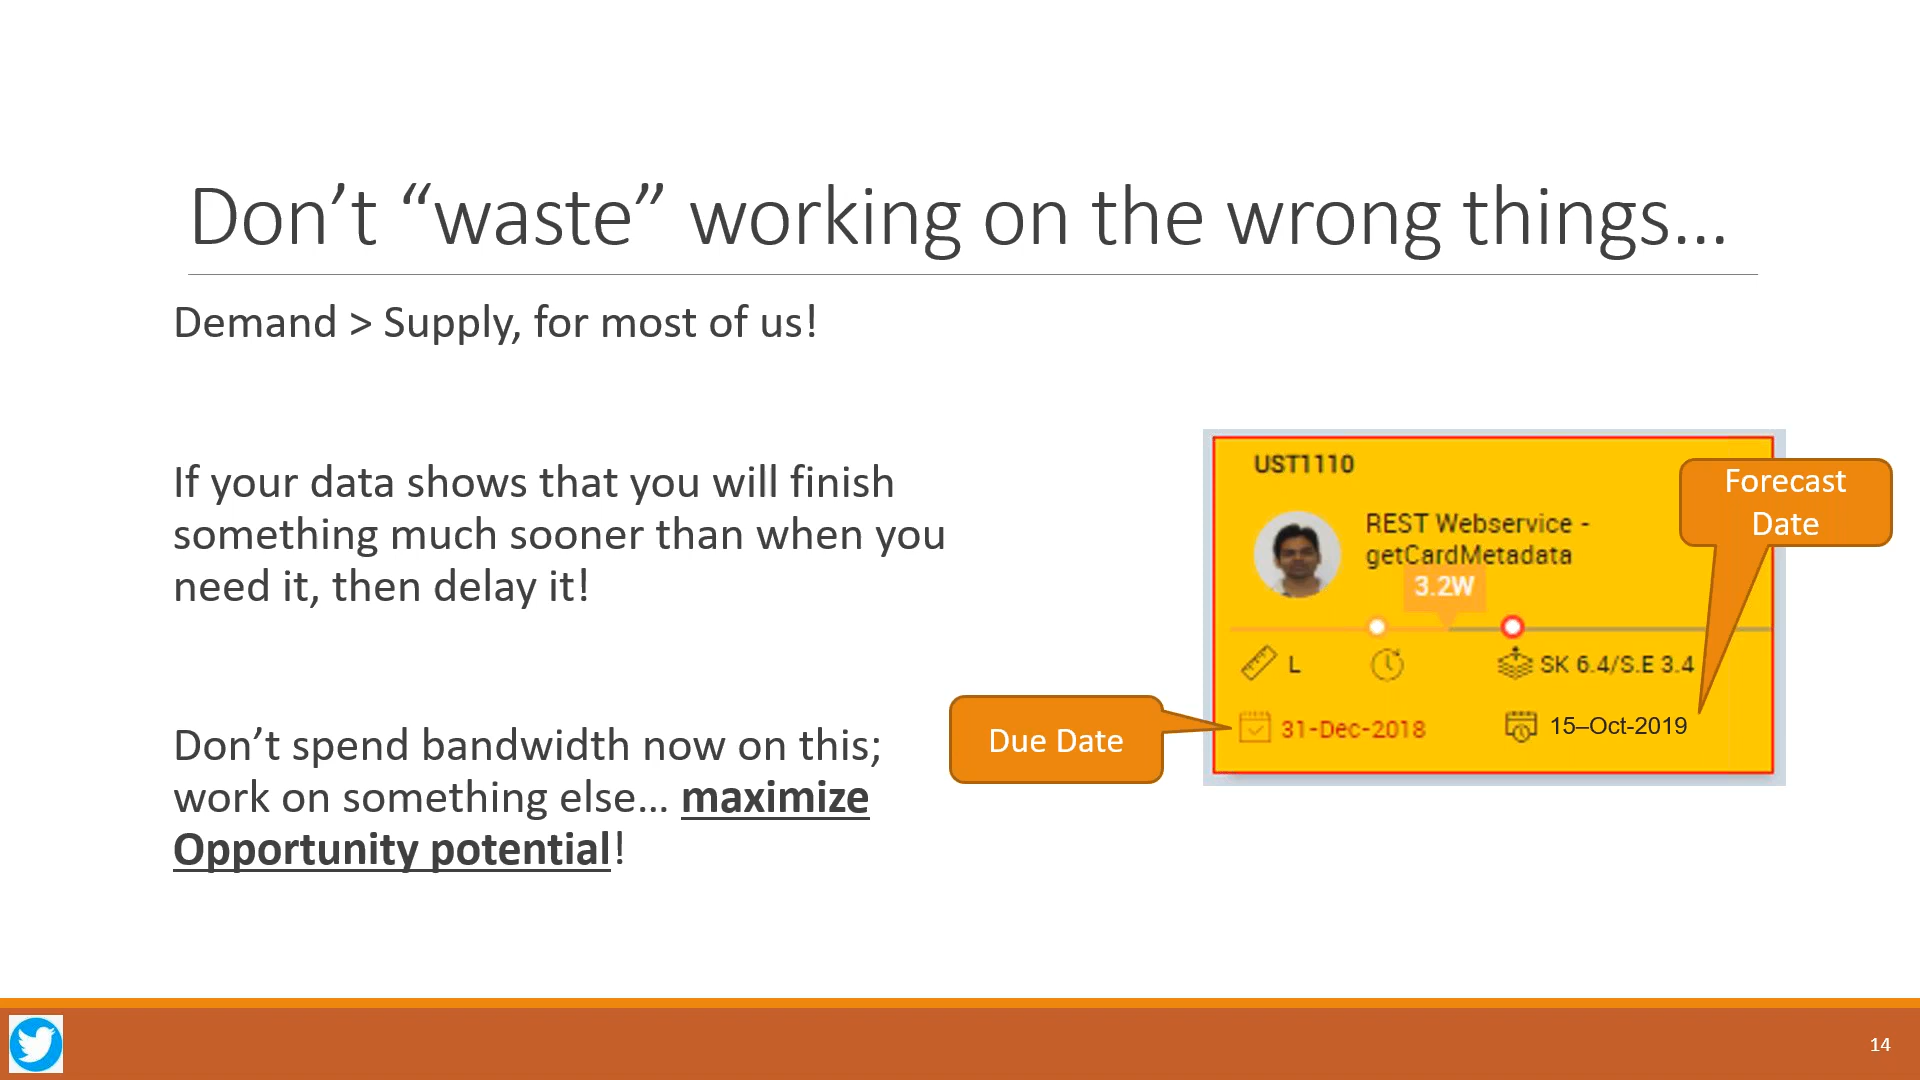 Don’t “waste” working on the wrong things…
Demand > Supply, for most of us!
If your data shows that you will finish
something much sooner than when you
need it, then delay it!
Don’t spend bandwidth now on this;
work on something else… maximize
Opportunity potential!
UST1110
REST Webservice -
getCardMetadata
3.2W
L
SK 6.4/S.E 3.4
31-Dec-2018
15–Oct-2019
Forecast
Date
Due Date
14